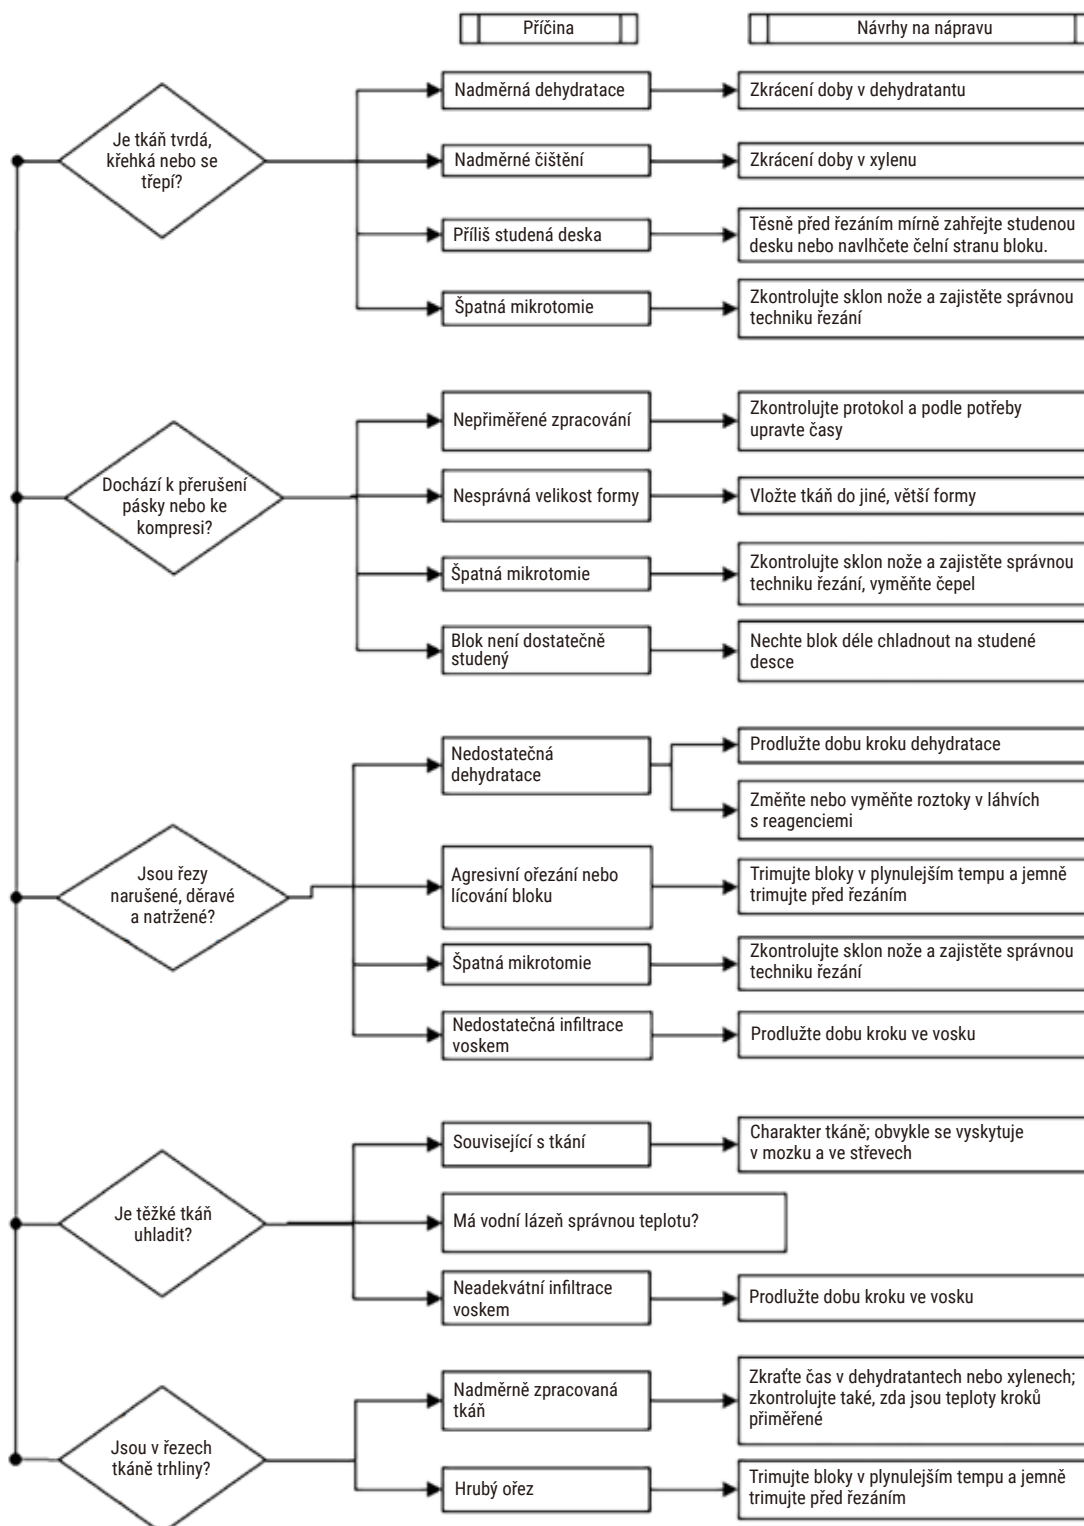 Příčina
Návrhy na nápravu
Je tkáň tvrdá,
křehká nebo se
třepí?
Nadměrná dehydratace
Zkrácení doby v dehydratantu
Nadměrné čištění
Zkrácení doby v xylenu
Příliš studená deska
Těsně před řezáním mírně zahřejte studenou
desku nebo navlhčete čelní stranu bloku.
Špatná mikrotomie
Zkontrolujte sklon nože a zajistěte správnou
techniku řezání
Dochází k přerušení
pásky nebo ke
kompresi?
Nepřiměřené zpracování
Zkontrolujte protokol a podle potřeby
upravte časy
Nesprávná velikost formy
Vložte tkáň do jiné, větší formy
Špatná mikrotomie
Zkontrolujte sklon nože a zajistěte správnou
techniku řezání, vyměňte čepel
Blok není dostatečně
studený
Nechte blok déle chladnout na studené
desce
Jsou řezy
narušené, děravé
a natržené?
Nedostatečná
dehydratace
Prodlužte dobu kroku dehydratace
Změňte nebo vyměňte roztoky v láhvích
s reagenciemi
Agresivní ořezání nebo
lícování bloku
Trimujte bloky v plynulejším tempu a jemně
trimujte před řezáním
Špatná mikrotomie
Zkontrolujte sklon nože a zajistěte správnou
techniku řezání
Nedostatečná infiltrace
voskem
Prodlužte dobu kroku ve vosku
Je těžké tkáň
uhladit?
Související s tkání
Charakter tkáně; obvykle se vyskytuje
v mozku a ve střevech
Má vodní lázeň správnou teplotu?
Neadekvátní infiltrace
voskem
Prodlužte dobu kroku ve vosku
Jsou v řezech
tkáně trhliny?
Nadměrně zpracovaná
tkáň
Zkraťte čas v dehydratantech nebo xylenech;
zkontrolujte také, zda jsou teploty kroků
přiměřené
Hrubý ořez
Trimujte bloky v plynulejším tempu a jemně
trimujte před řezáním